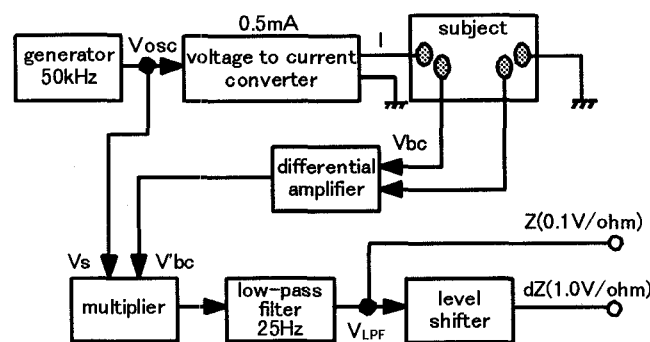 0.5mA
generator
50kHz
Vosc
voltage to current
converter
I
subject
Vbc
differential
amplifier
Z(0.1V/ohm)
Vs
V'bc
multiplier
low-pass
filter
25Hz
VLPF
level
shifter
dZ(1.0V/ohm)